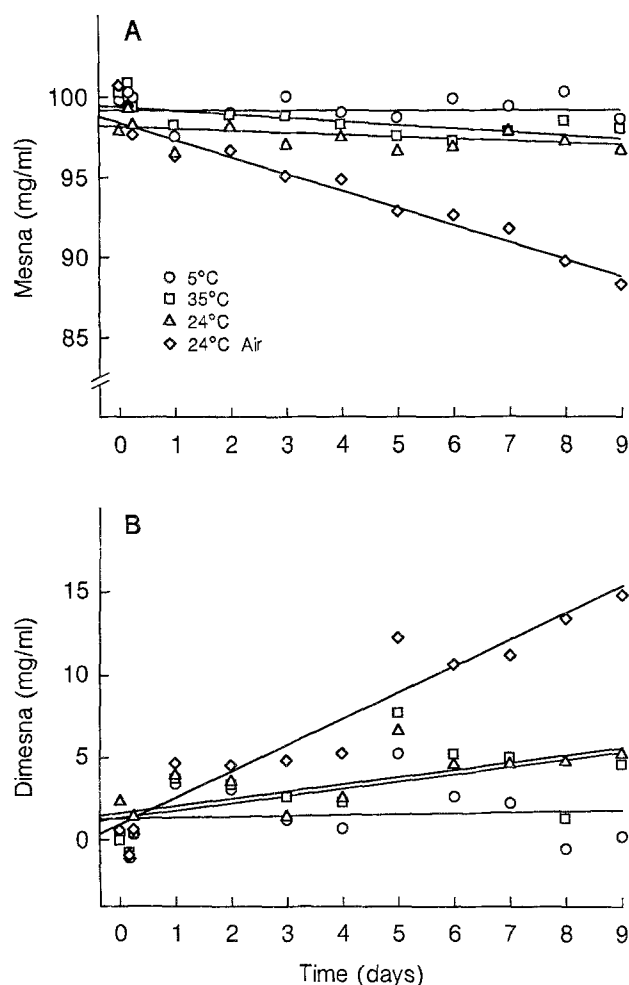 A
Mesna (mg/ml)
100
95
90
85
5°C
35°C
24°C
24°C Air
0 1 2 3 4 5 6 7 8 9
B
Dimesna (mg/ml)
15
10
5
0
0 1 2 3 4 5 6 7 8 9
Time (days)